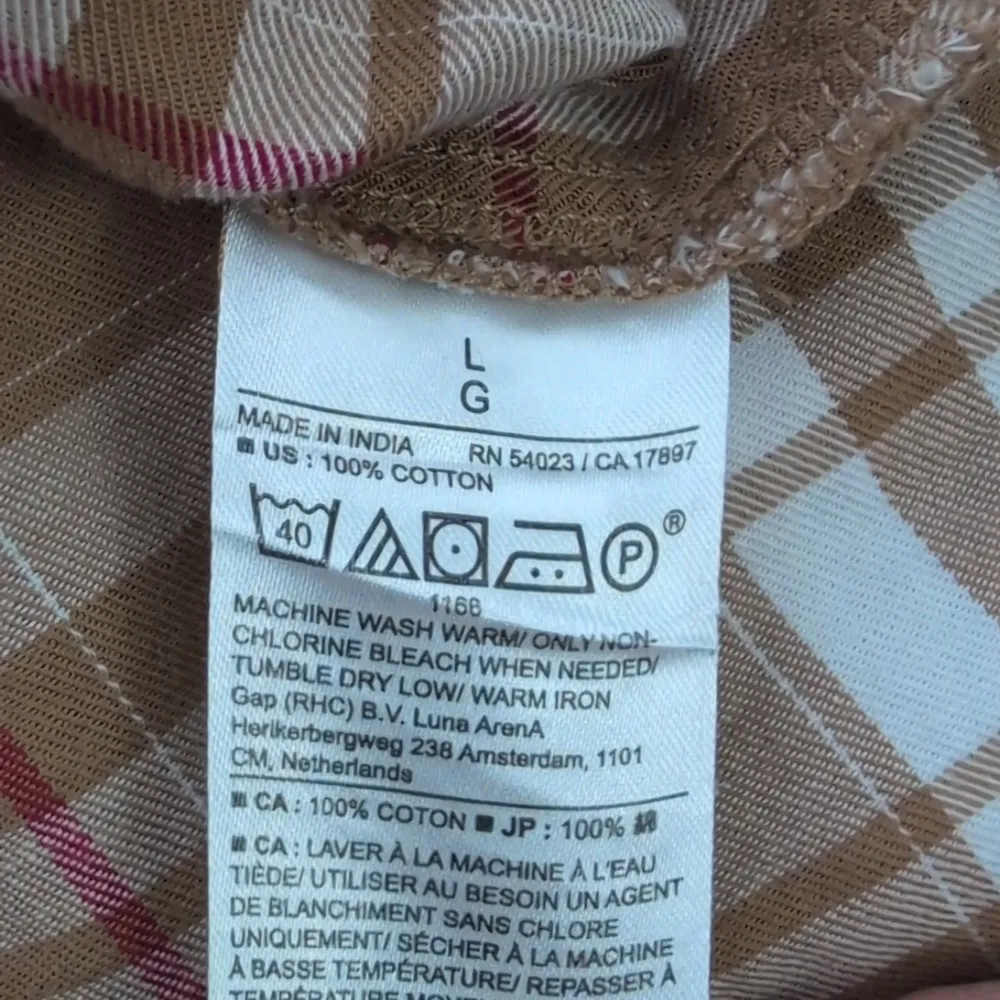 L
G
MADE IN INDIA RN 54023 / CA 17897
US : 100% COTTON
40 P ®
1166
MACHINE WASH WARM/ ONLY NON-
CHLORINE BLEACH WHEN NEEDED/
TUMBLE DRY LOW/ WARM IRON
Gap (RHC) B.V. Luna ArenA
Herikerbergweg 238 Amsterdam, 1101
CM, Netherlands
CA : 100% COTON ■ JP : 100% 綿
CA : LAVER À LA MACHINE À L'EAU
TIÈDE/ UTILISER AU BESOIN UN AGENT
DE BLANCHIMENT SANS CHLORE
UNIQUEMENT/ SÉCHER À LA MACHINE
À BASSE TEMPÉRATURE/ REPASSER À
TEMPÉRATURE